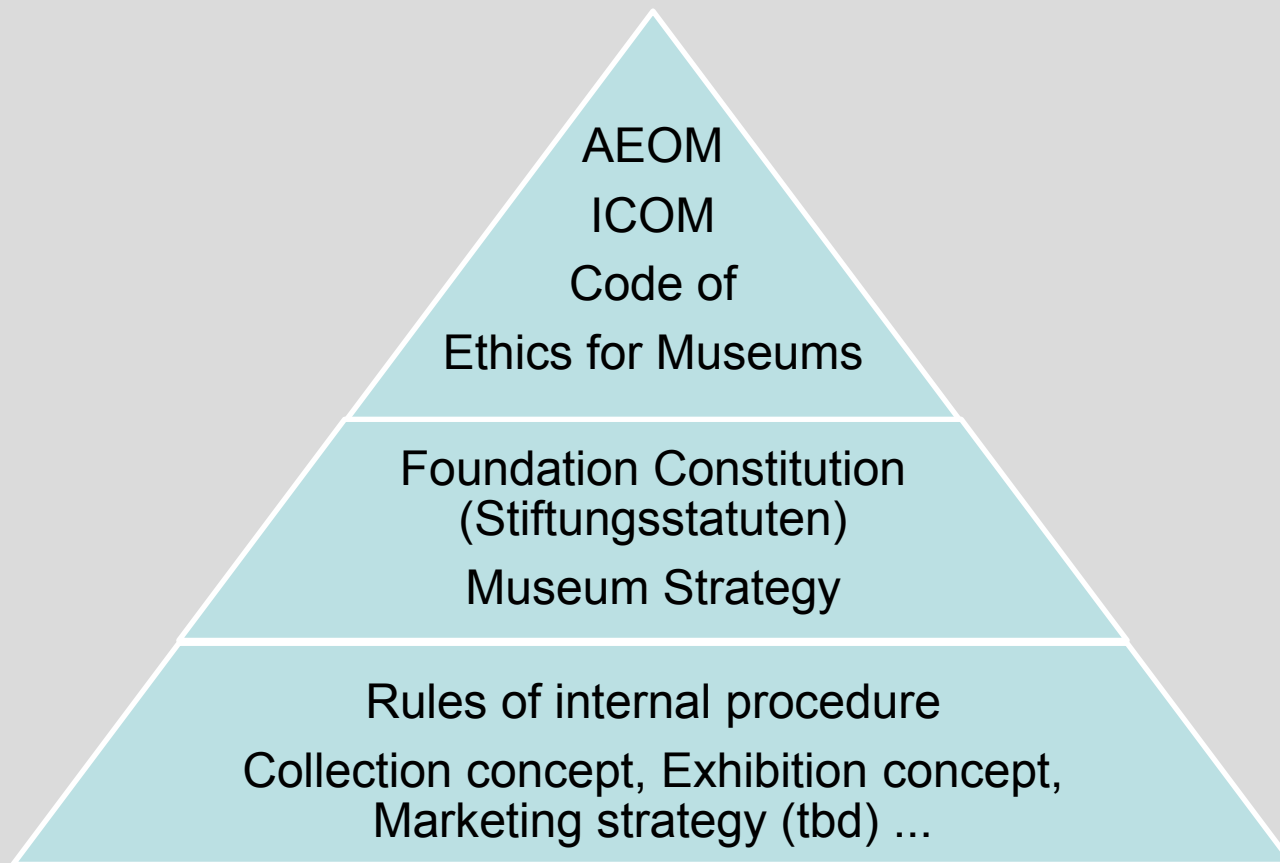 AEOM
ICOM
Code of
Ethics for Museums
Foundation Constitution
(Stiftungsstatuten)
Museum Strategy
Rules of internal procedure
Collection concept, Exhibition concept,
Marketing strategy (tbd) ...